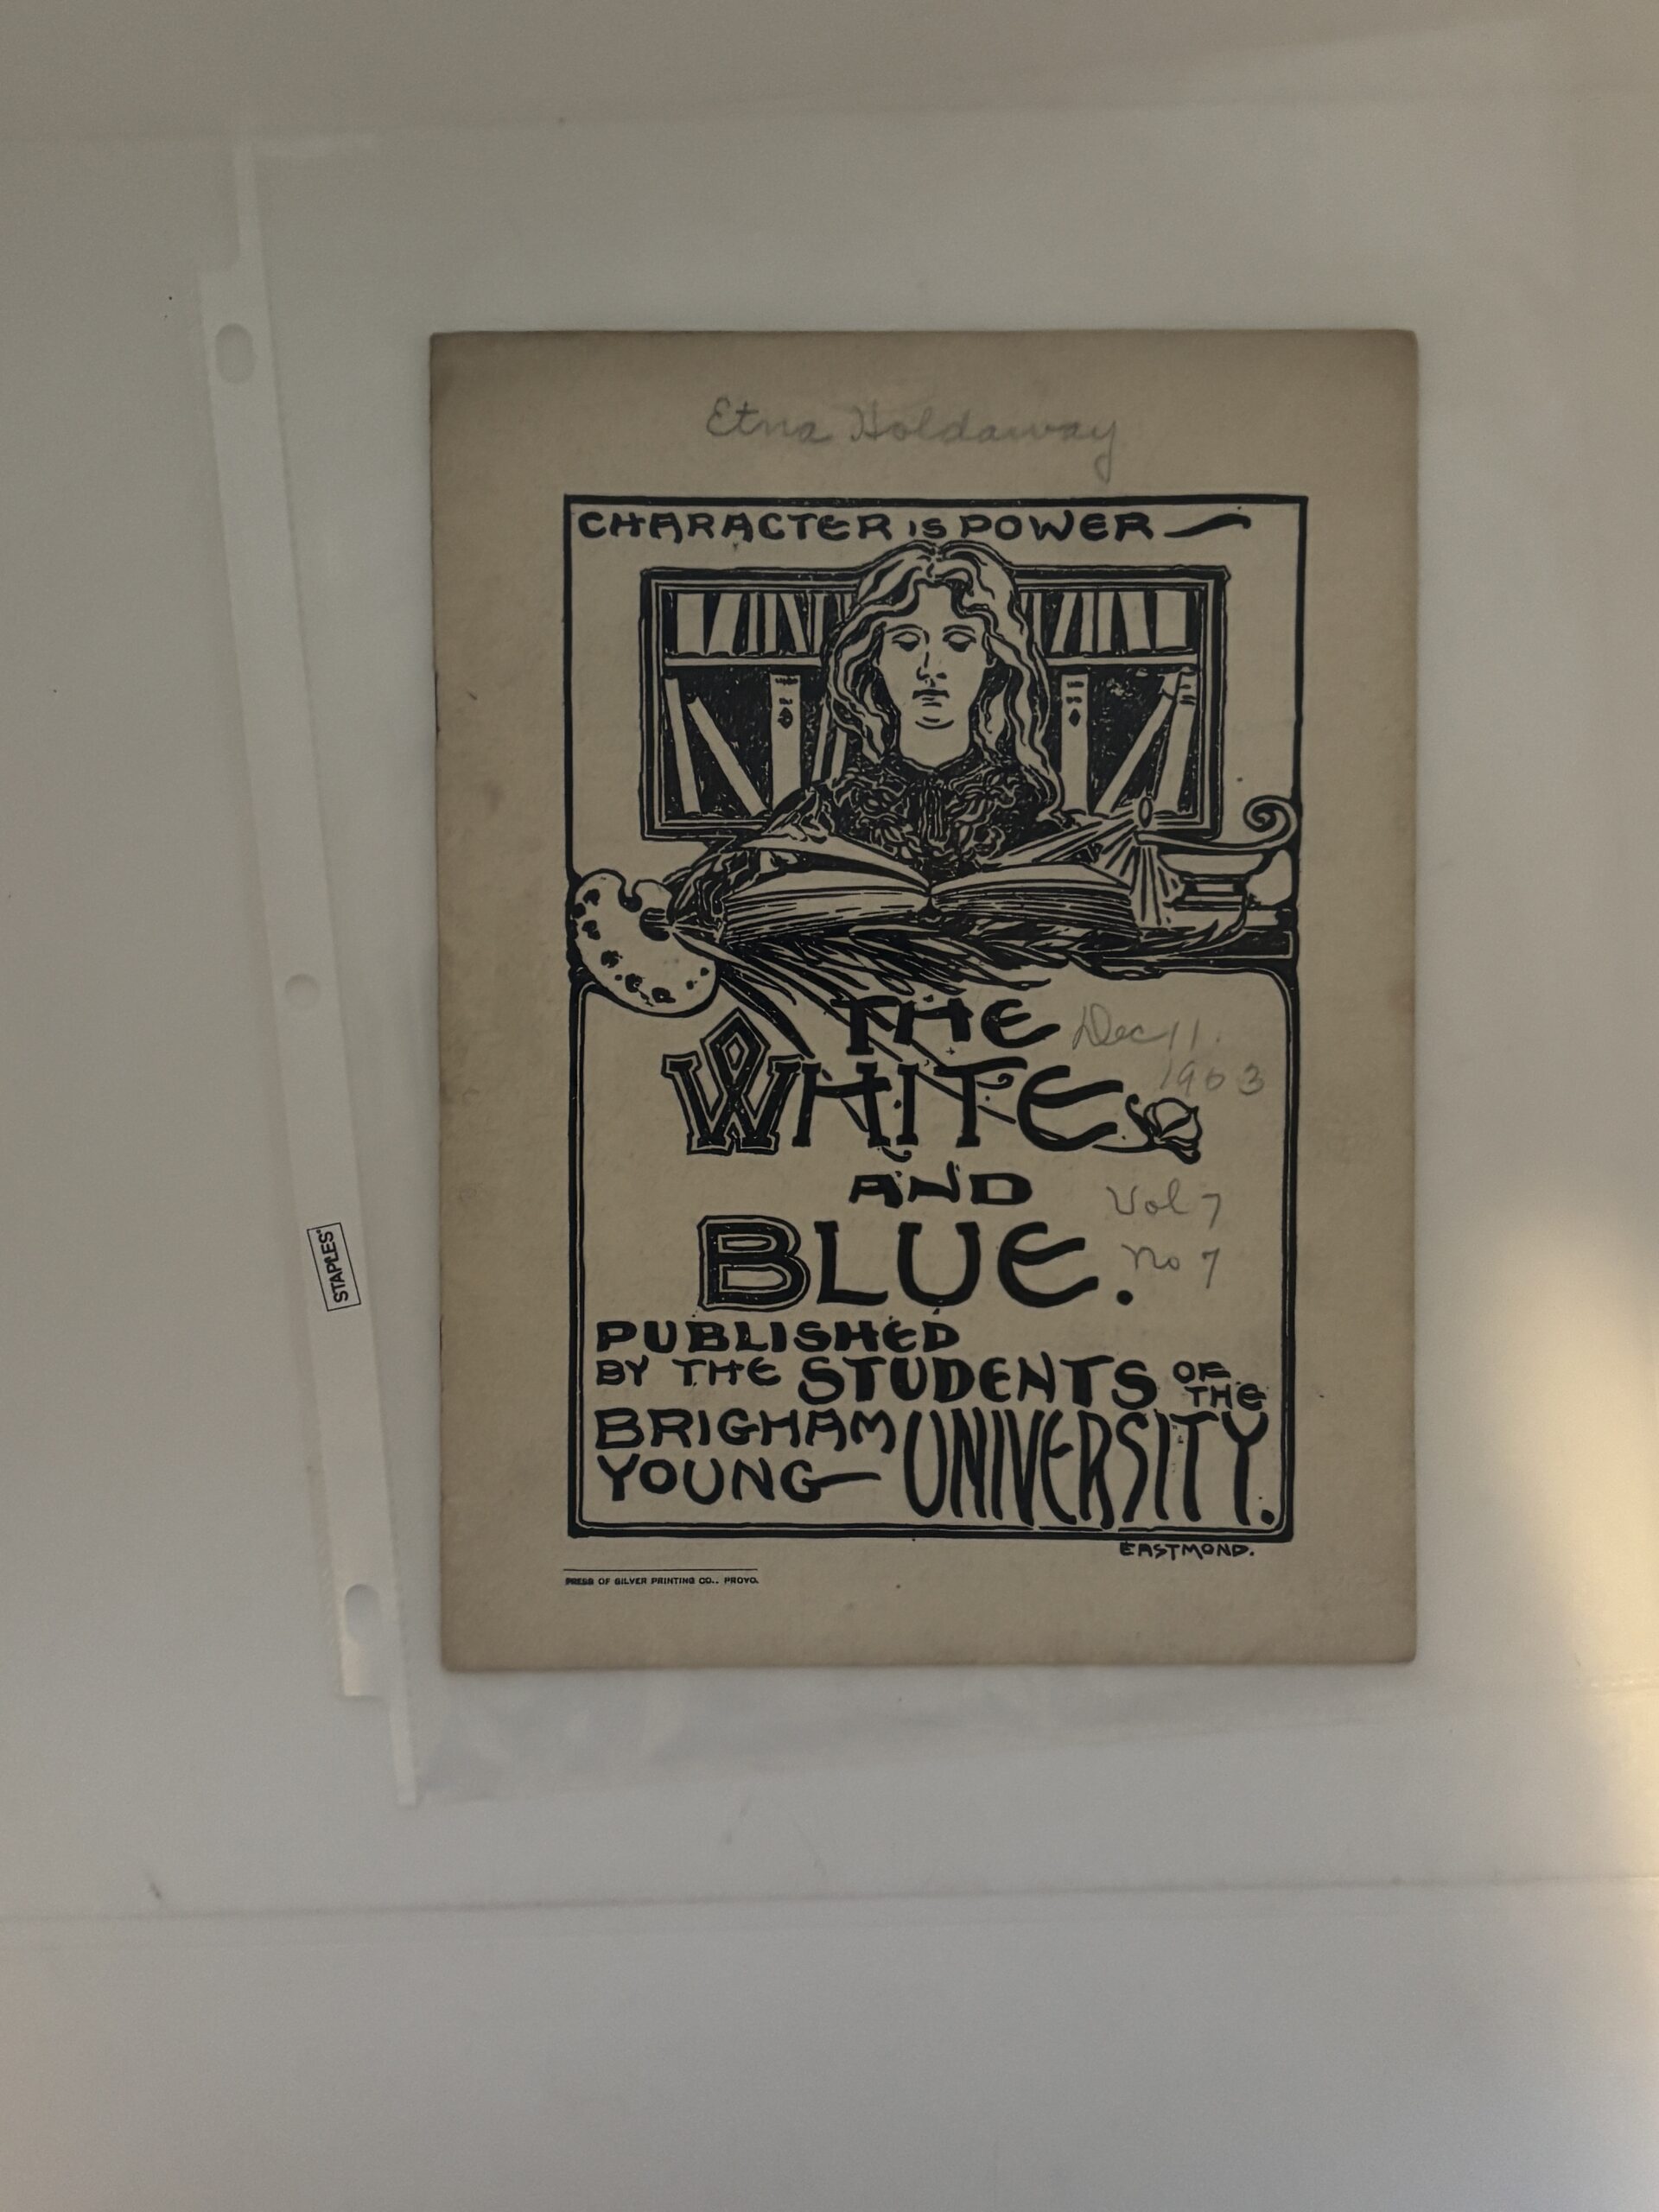 Etna Holdaway
CHARACTER IS POWER
THE
Dec 11.
WHITE
1903
AND
BLUE.
Vol 7
No 7
PUBLISHED
BY THE STUDENTS OF THE
BRIGHAM
YOUNG UNIVERSITY.
EASTMOND.
PRESS OF SILVER PRINTING CO., PROVO.
STAPLES